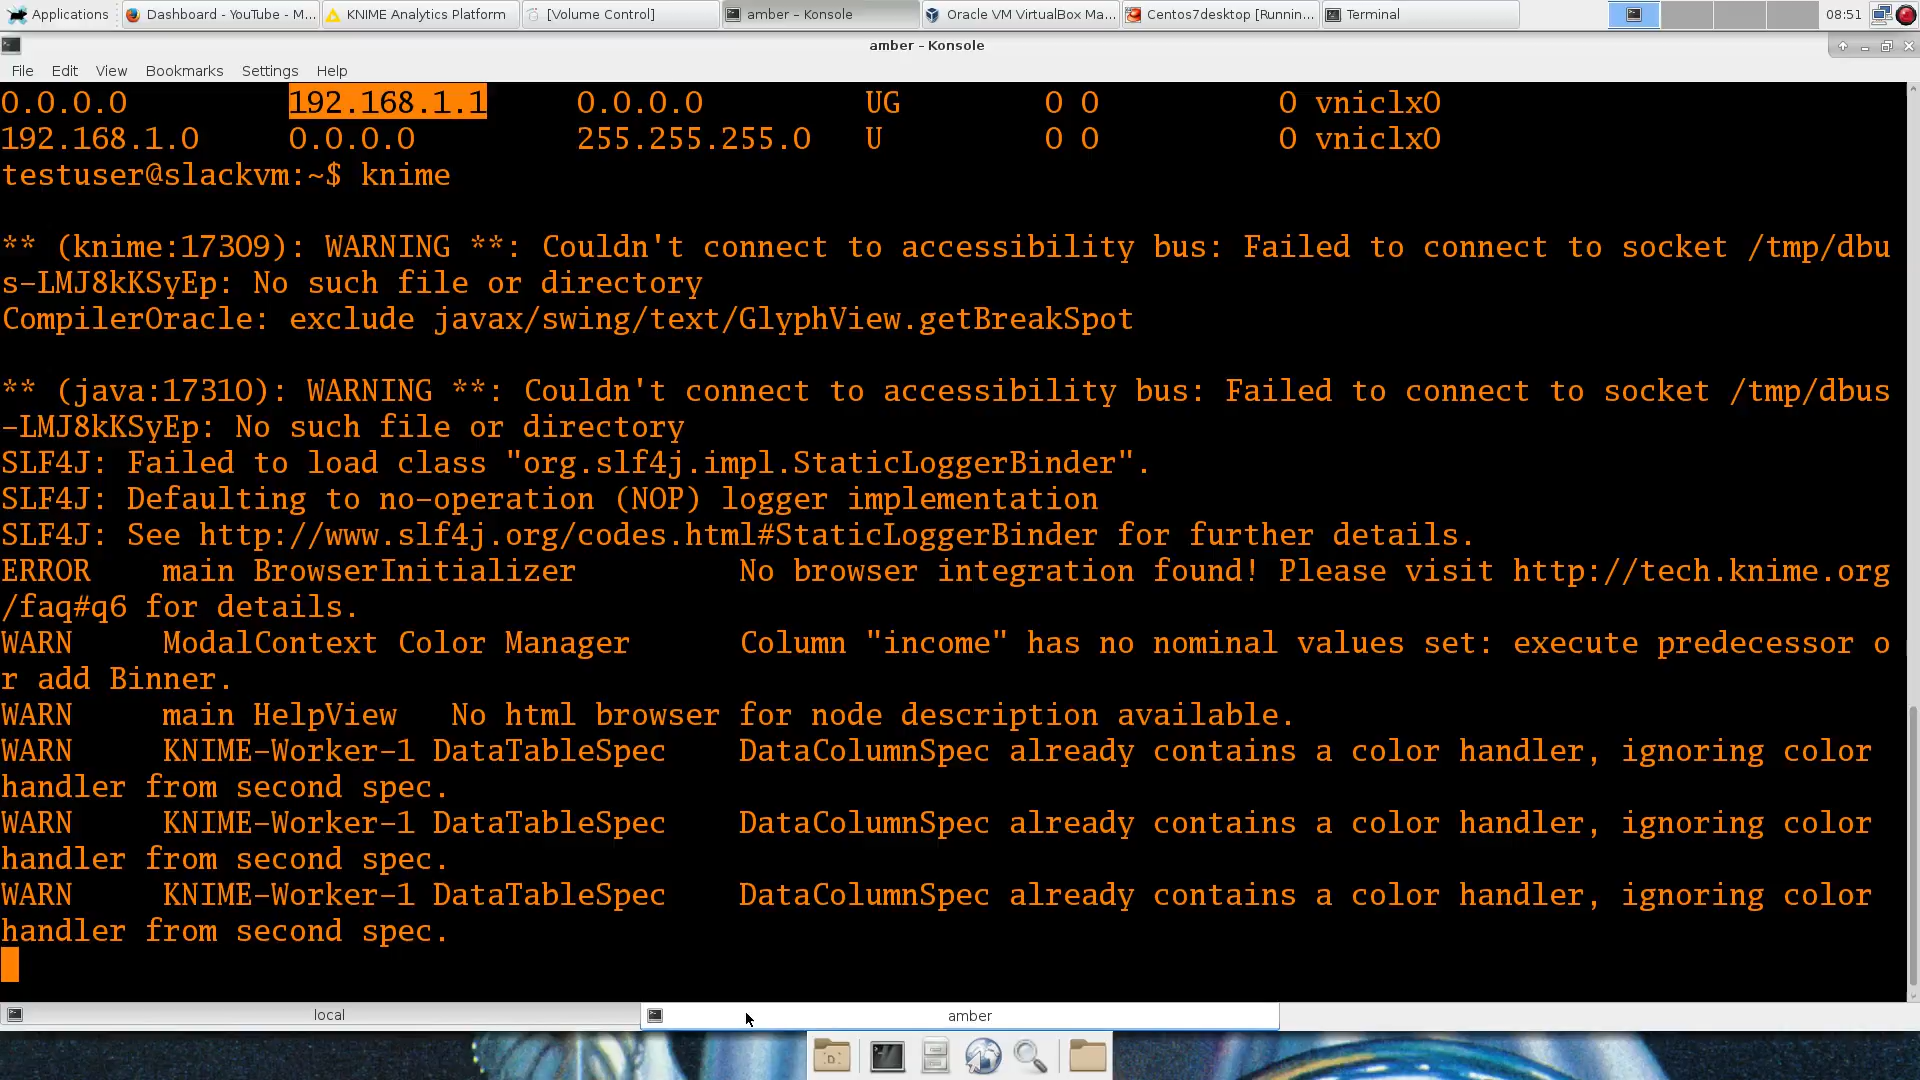 Applications Dashboard - YouTube - M... KNIME Analytics Platform [Volume Control] amber – Konsole Oracle VM VirtualBox Ma... Centos7desktop [Runnin... Terminal 08:51
amber – Konsole
File Edit View Bookmarks Settings Help
0.0.0.0 192.168.1.1 0.0.0.0 UG 0 0 0 vniclx0
192.168.1.0 0.0.0.0 255.255.255.0 U 0 0 0 vniclx0
testuser@slackvm:~$ knime
** (knime:17309): WARNING **: Couldn't connect to accessibility bus: Failed to connect to socket /tmp/dbu
s-LMJ8kKSyEp: No such file or directory
CompilerOracle: exclude javax/swing/text/GlyphView.getBreakSpot
** (java:17310): WARNING **: Couldn't connect to accessibility bus: Failed to connect to socket /tmp/dbus
-LMJ8kKSyEp: No such file or directory
SLF4J: Failed to load class "org.slf4j.impl.StaticLoggerBinder".
SLF4J: Defaulting to no-operation (NOP) logger implementation
SLF4J: See http://www.slf4j.org/codes.html#StaticLoggerBinder for further details.
ERROR main BrowserInitializer No browser integration found! Please visit http://tech.knime.org
/faq#q6 for details.
WARN ModalContext Color Manager Column "income" has no nominal values set: execute predecessor o
r add Binner.
WARN main HelpView No html browser for node description available.
WARN KNIME-Worker-1 DataTableSpec DataColumnSpec already contains a color handler, ignoring color
handler from second spec.
WARN KNIME-Worker-1 DataTableSpec DataColumnSpec already contains a color handler, ignoring color
handler from second spec.
WARN KNIME-Worker-1 DataTableSpec DataColumnSpec already contains a color handler, ignoring color
handler from second spec.
local amber